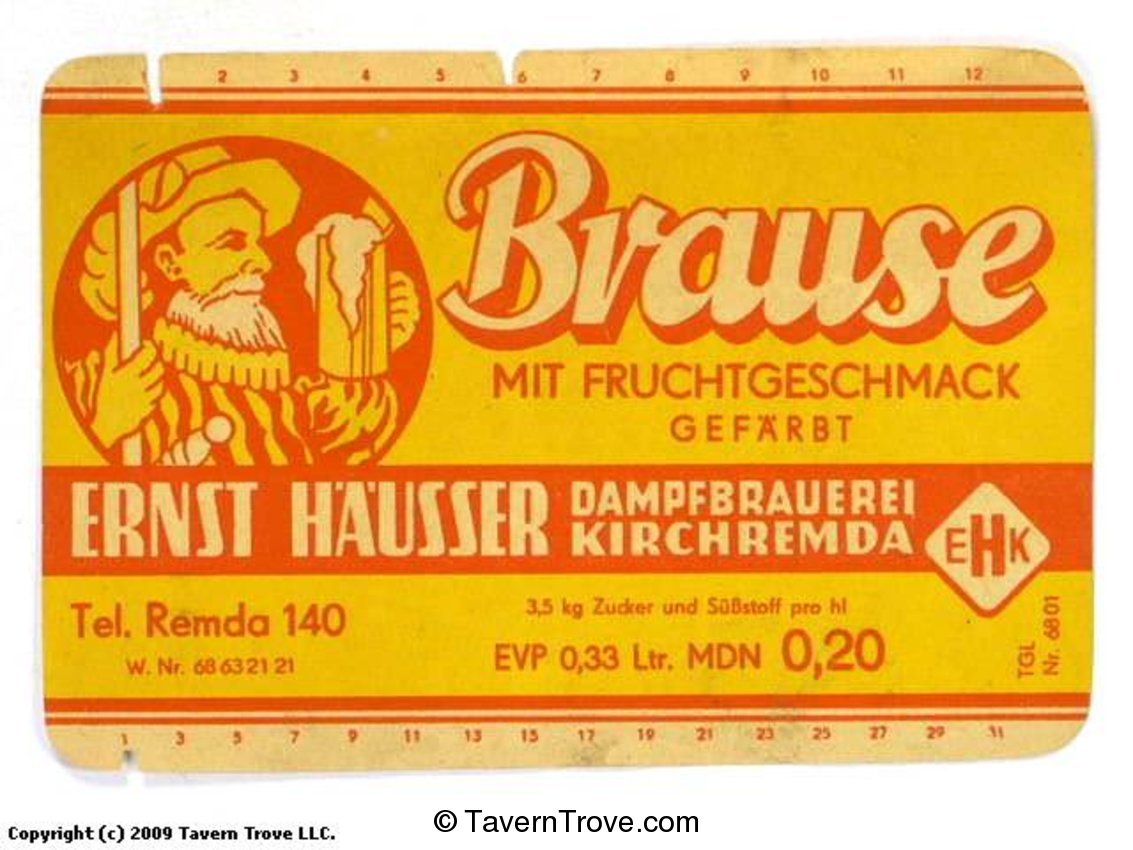 1 2 3 4 5 6 7 8 9 10 11 12
Brause
MIT FRUCHTGESCHMACK
GEFÄRBT
ERNST HÄUSSER DAMPFBRAUEREI
KIRCHREMDA
EHK
Tel. Remda 140
W. Nr. 68 63 21 21
3,5 kg Zucker und Süßstoff pro hl
EVP 0,33 Ltr. MDN 0,20
TGL
Nr. 6801
1 3 5 7 9 11 13 15 17 19 21 23 25 27 29 31
Copyright (c) 2009 Tavern Trove LLC.
© TavernTrove.com